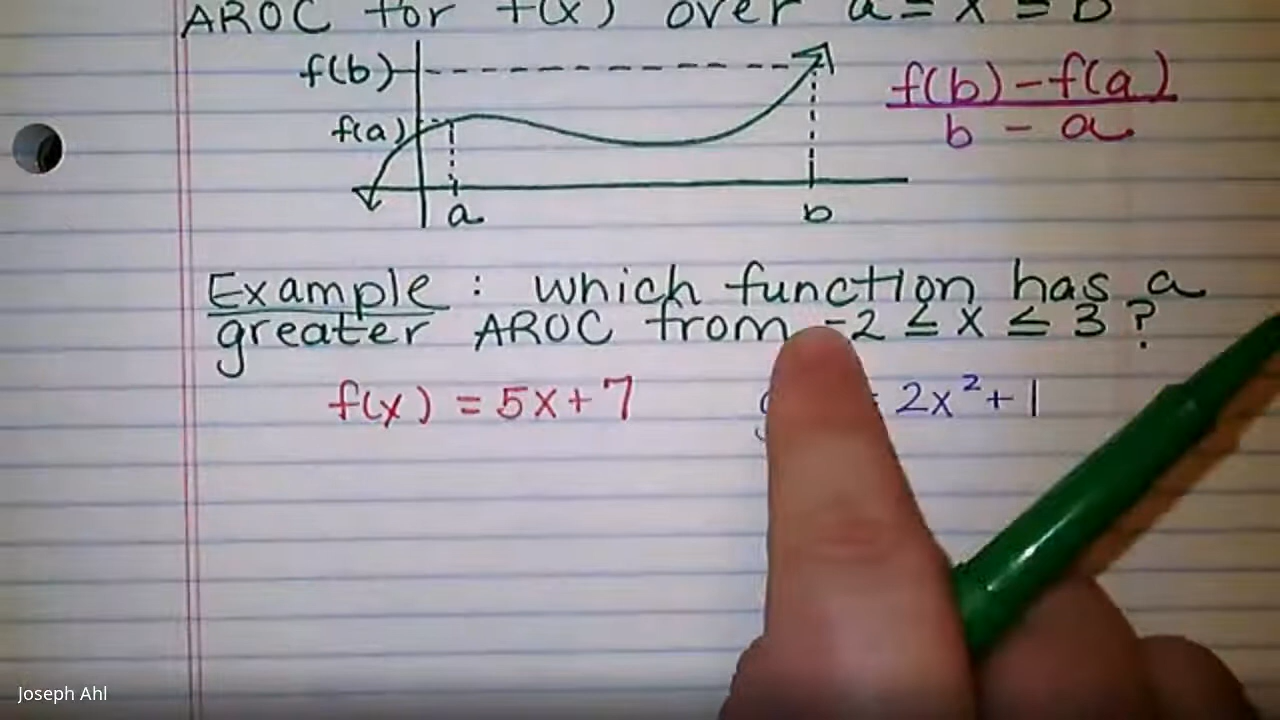 AROC for f(x) over a ≤ x ≤ b
f(b)
f(a)
a
b
f(b) - f(a)
b - a
Example: which function has a
greater AROC from -2 ≤ x ≤ 3?
f(x) = 5x + 7
= 2x² + 1
Joseph Ahl